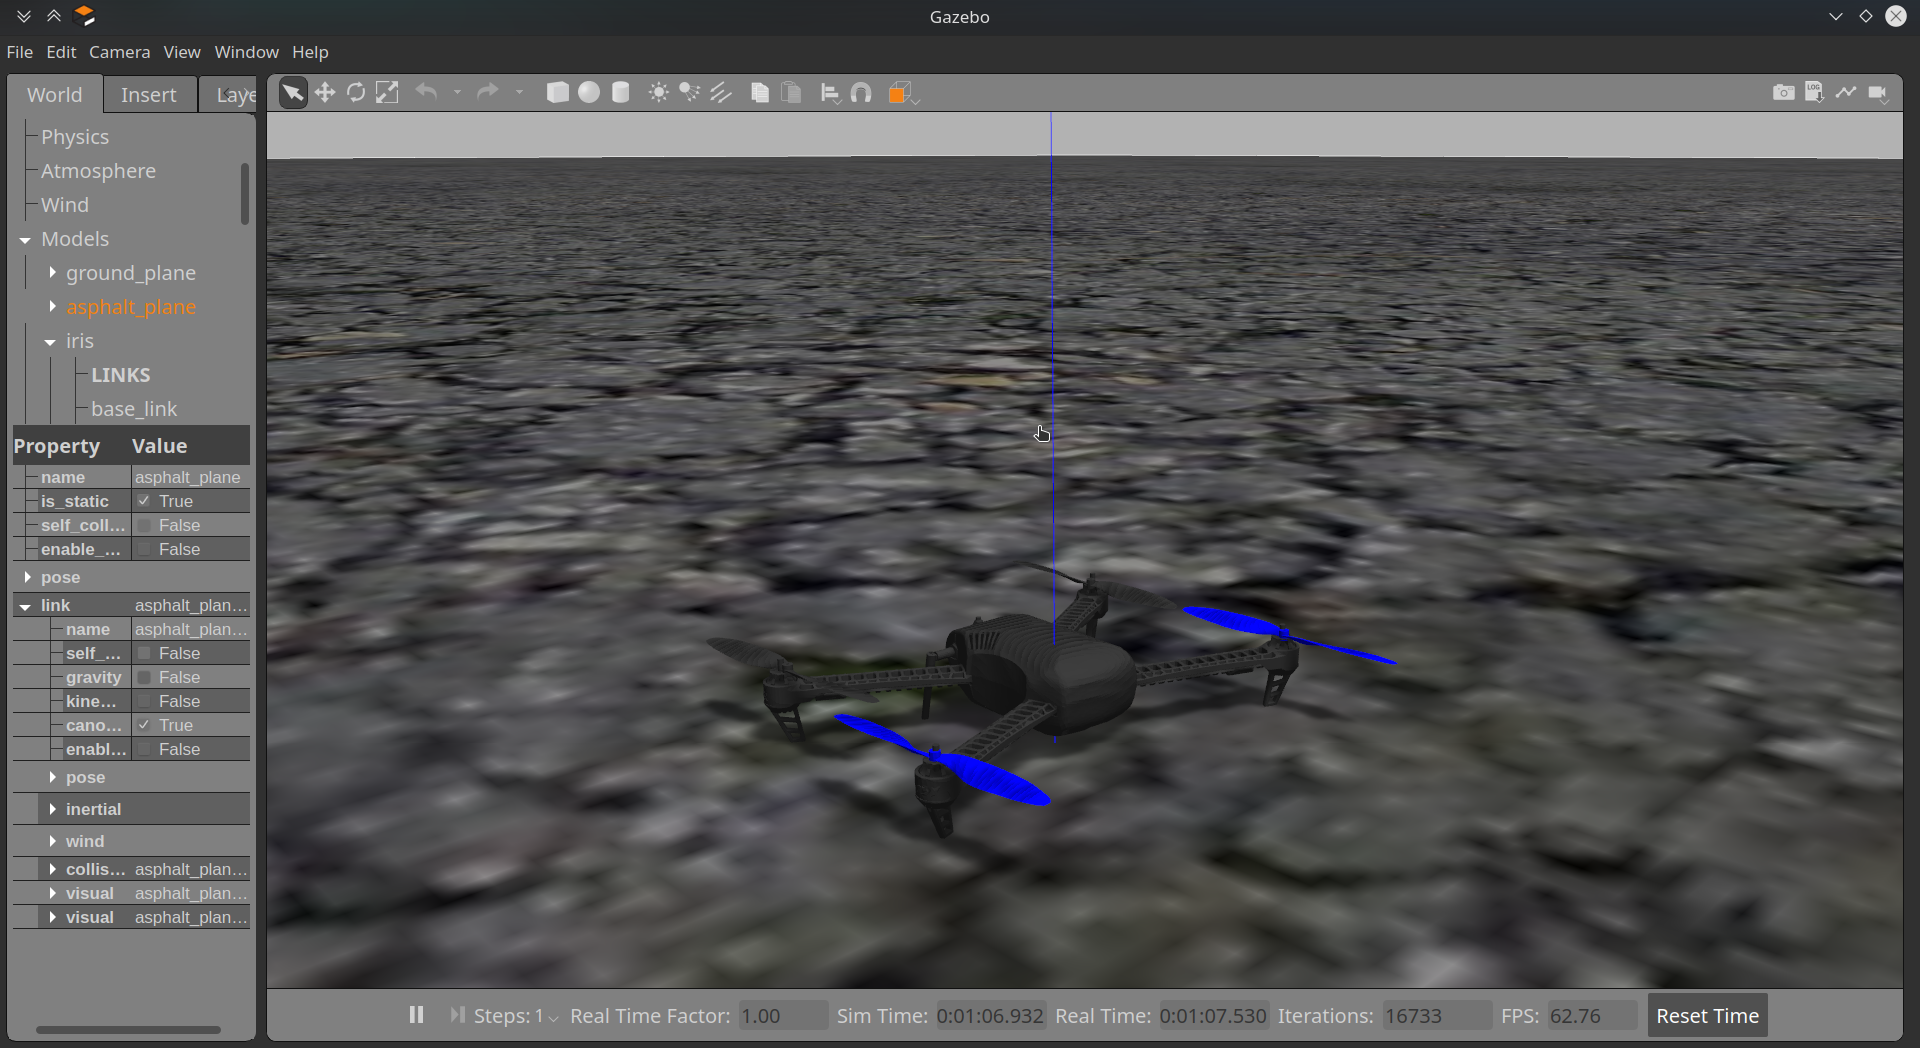 Gazebo
File Edit Camera View Window Help
World Insert Laye
LOG
Physics
Atmosphere
Wind
Models
ground_plane
asphalt_plane
iris
LINKS
base_link
Property Value
name asphalt_plane
is_static True
self_coll... False
enable_... False
pose
link asphalt_plan...
name asphalt_plan...
self_... False
gravity False
kine... False
cano... True
enabl... False
pose
inertial
wind
collis... asphalt_plan...
visual asphalt_plan...
visual asphalt_plan...
Steps: 1 Real Time Factor: 1.00 Sim Time: 0:01:06.932 Real Time: 0:01:07.530 Iterations: 16733 FPS: 62.76 Reset Time